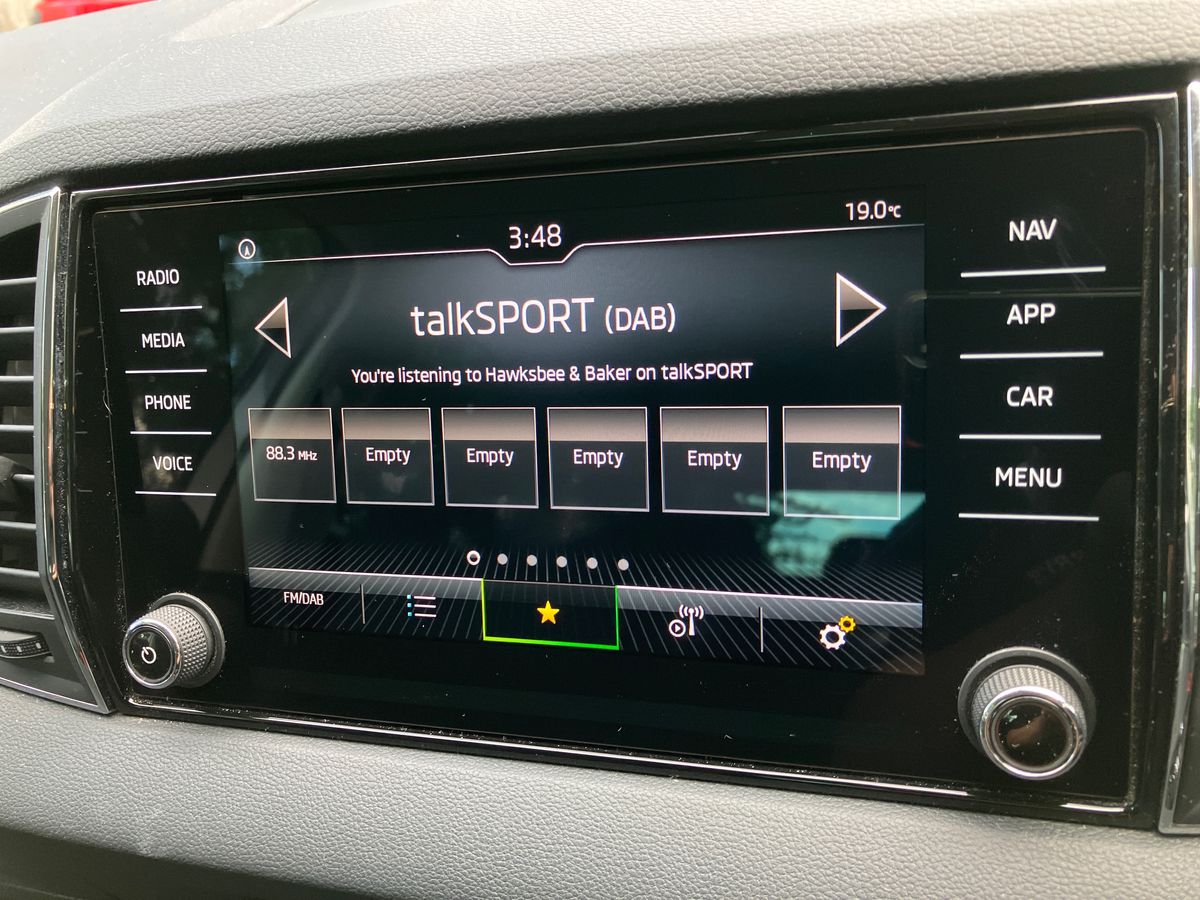 3:48
19.0°C
RADIO
MEDIA
PHONE
VOICE
talkSPORT (DAB)
You're listening to Hawksbee & Baker on talkSPORT
88.3 MHz
Empty
Empty
Empty
Empty
Empty
FM/DAB
NAV
APP
CAR
MENU